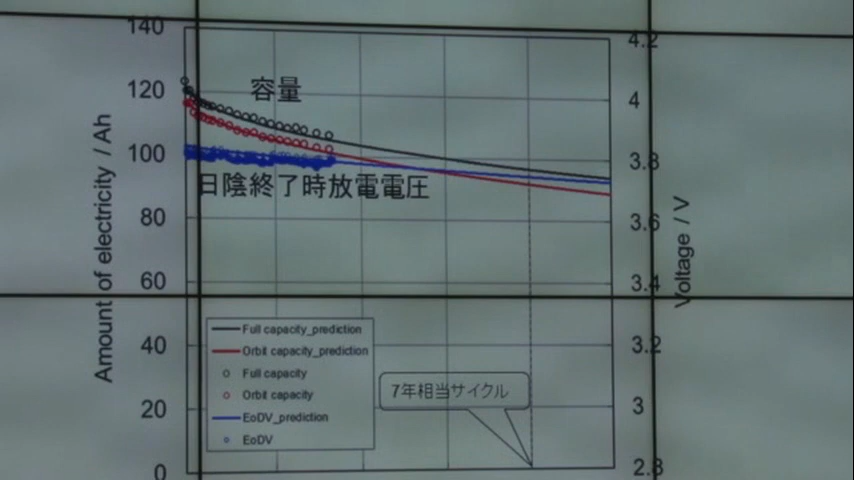 140
120
100
80
60
40
20
0
Amount of electricity / Ah
容量
日陰終了時放電電圧
Full capacity_prediction
Orbit capacity_prediction
Full capacity
Orbit capacity
EoDV_prediction
EoDV
7年相当サイクル
4.2
4
3.8
3.6
3.4
3.2
3
2.8
Voltage / V